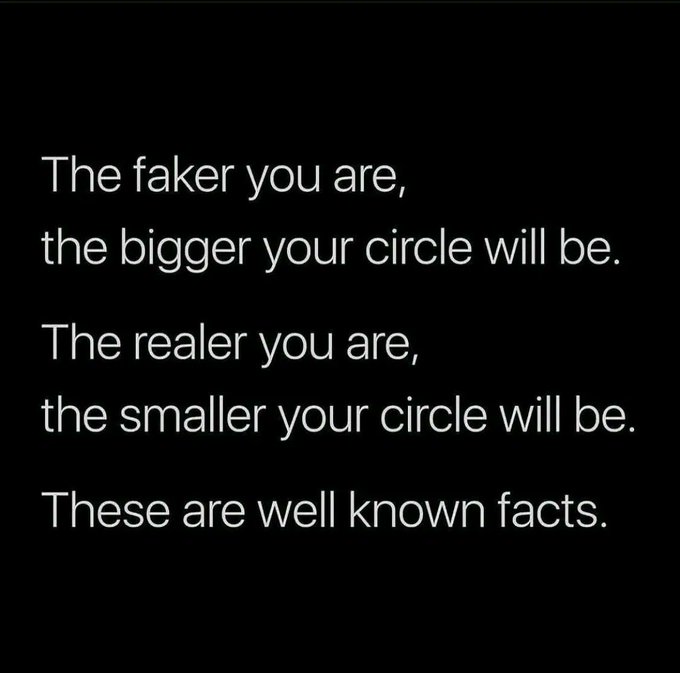 The faker you are,
the bigger your circle will be.
The realer you are,
the smaller your circle will be.
These are well known facts.